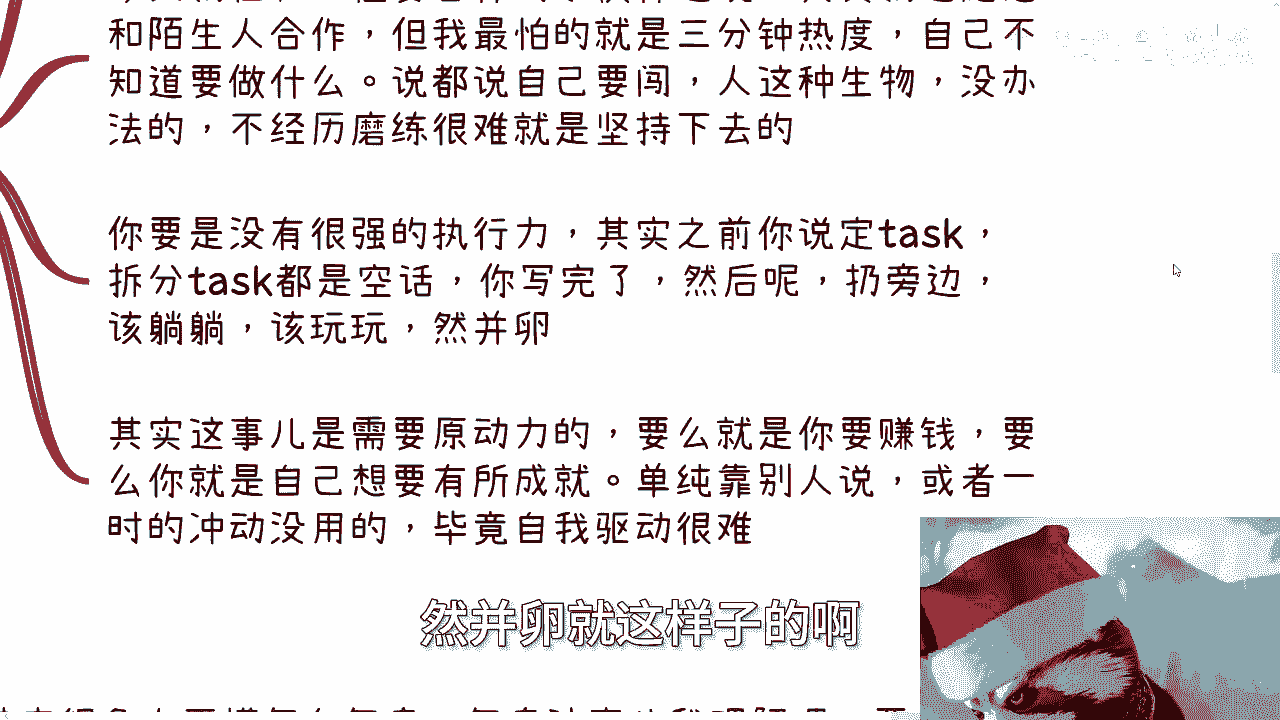 和陌生人合作，但我最怕的就是三分钟热度，自己不
知道要做什么。说都说自己要闯，人这种生物，没办
法的，不经历磨练很难就是坚持下去的
你要是没有很强的执行力，其实之前你说定task，
拆分task都是空话，你写完了，然后呢，扔旁边，
该躺躺，该玩玩，然并卵
其实这事儿是需要原动力的，要么就是你要赚钱，要
么你就是自己想要有所成就。单纯靠别人说，或者一
时的冲动没用的，毕竟自我驱动很难
然并卵就这样子的啊